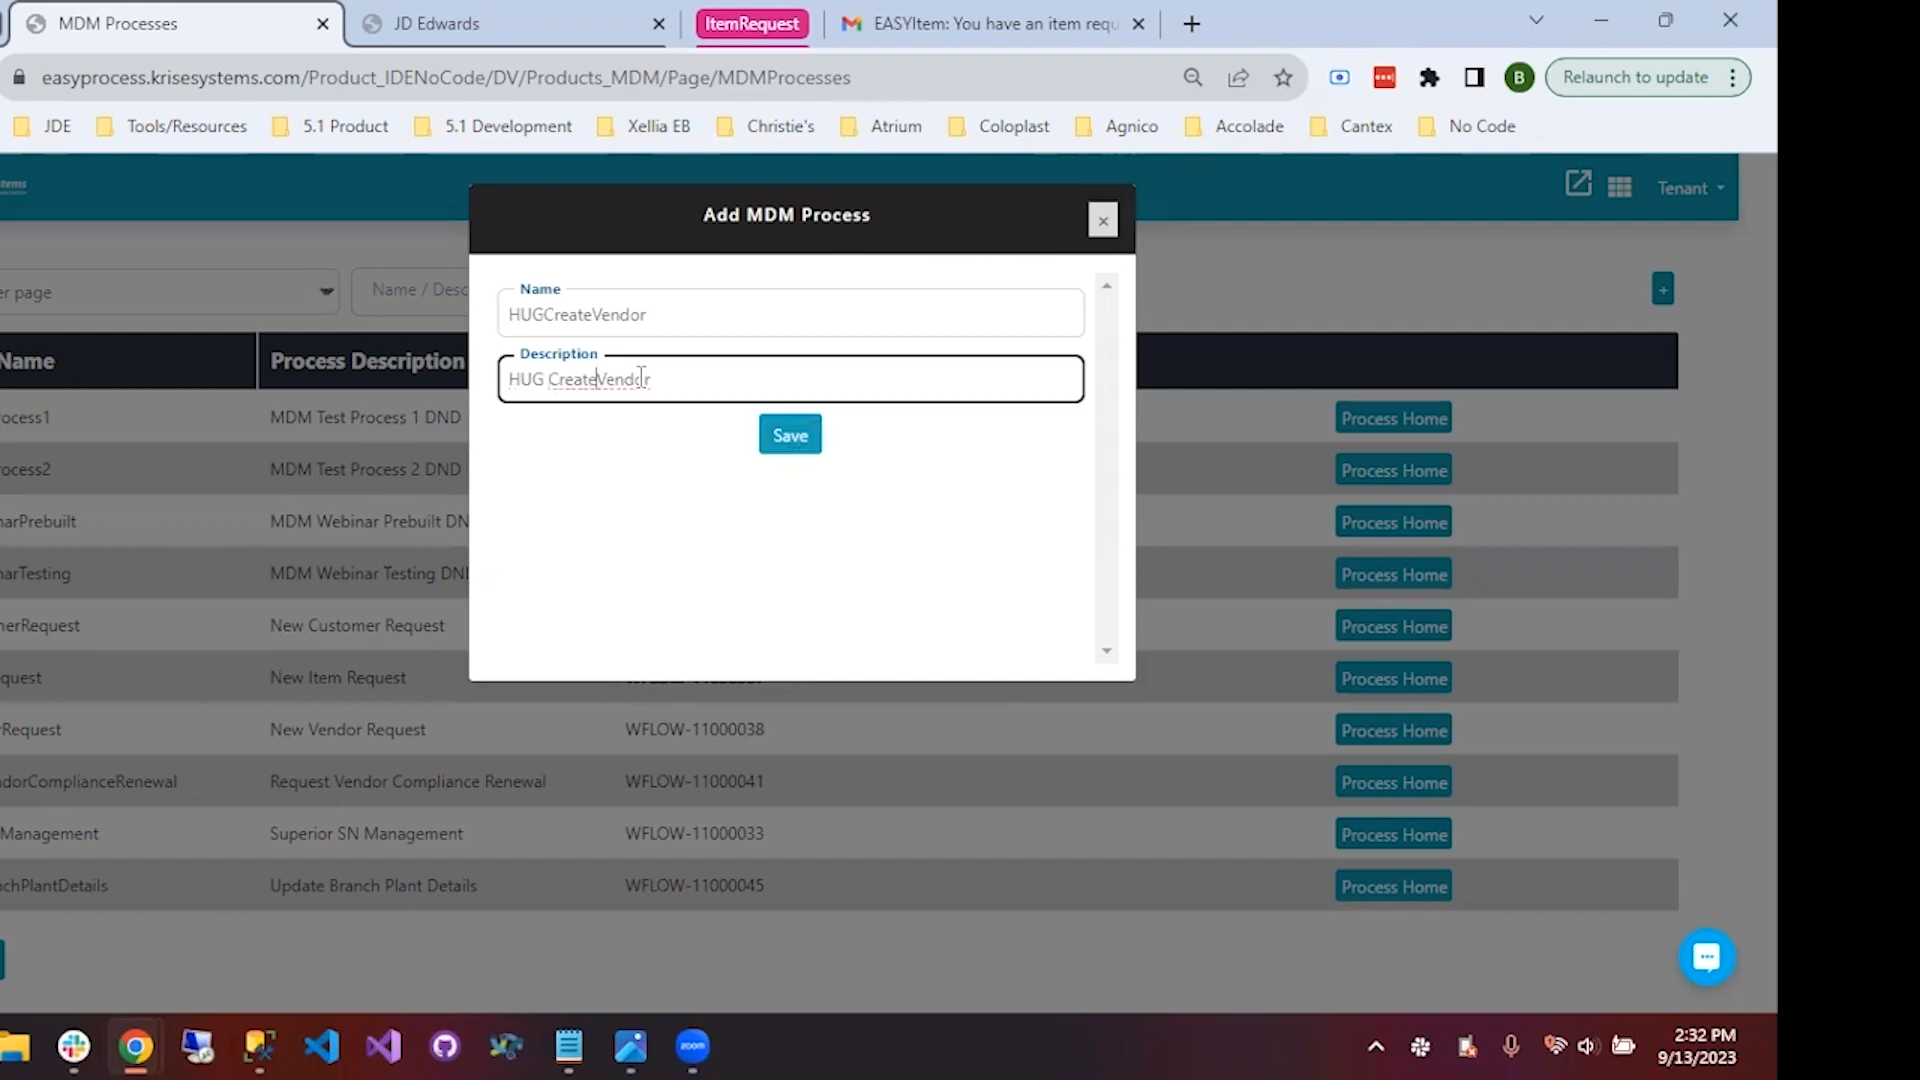 MDM Processes
JD Edwards
ItemRequest
EASYItem: You have an item requ
easyprocess.krisesystems.com/Product_IDENoCode/DV/Products_MDM/Page/MDMProcesses
B
Relaunch to update
JDE
Tools/Resources
5.1 Product
5.1 Development
Xellia EB
Christie's
Atrium
Coloplast
Agnico
Accolade
Cantex
No Code
stems
Tenant
Add MDM Process
×
er page
Name / Desc
+
Name
HUGCreateVendor
Description
HUG CreateVendor
Save
Name
Process Description
ocess1
MDM Test Process 1 DND
Process Home
ocess2
MDM Test Process 2 DND
Process Home
arPrebuilt
MDM Webinar Prebuilt DN
Process Home
arTesting
MDM Webinar Testing DND
Process Home
nerRequest
New Customer Request
Process Home
quest
New Item Request
Process Home
rRequest
New Vendor Request
WFLOW-11000038
Process Home
dorComplianceRenewal
Request Vendor Compliance Renewal
WFLOW-11000041
Process Home
Management
Superior SN Management
WFLOW-11000033
Process Home
chPlantDetails
Update Branch Plant Details
WFLOW-11000045
Process Home
zoom
2:32 PM
9/13/2023